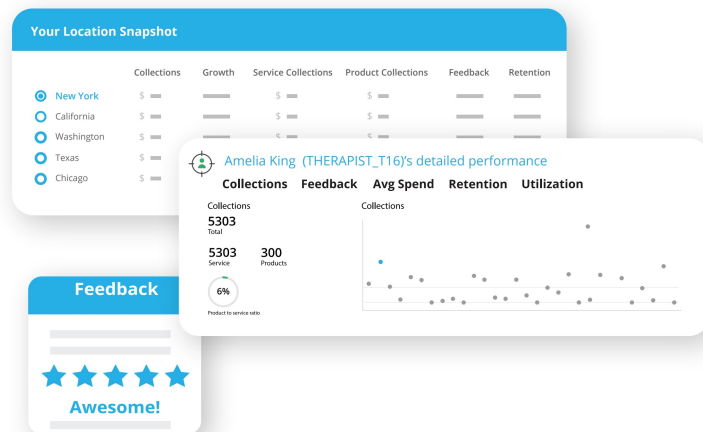 Your Location Snapshot
Collections Growth Service Collections Product Collections Feedback Retention
New York $ $ $
California $ $ $
Washington $ $ $
Texas $
Chicago $
Amelia King (THERAPIST_T16)'s detailed performance
Collections Feedback Avg Spend Retention Utilization
Collections
5303
Total
5303 300
Service Products
6%
Product to service ratio
Collections
Feedback
Awesome!